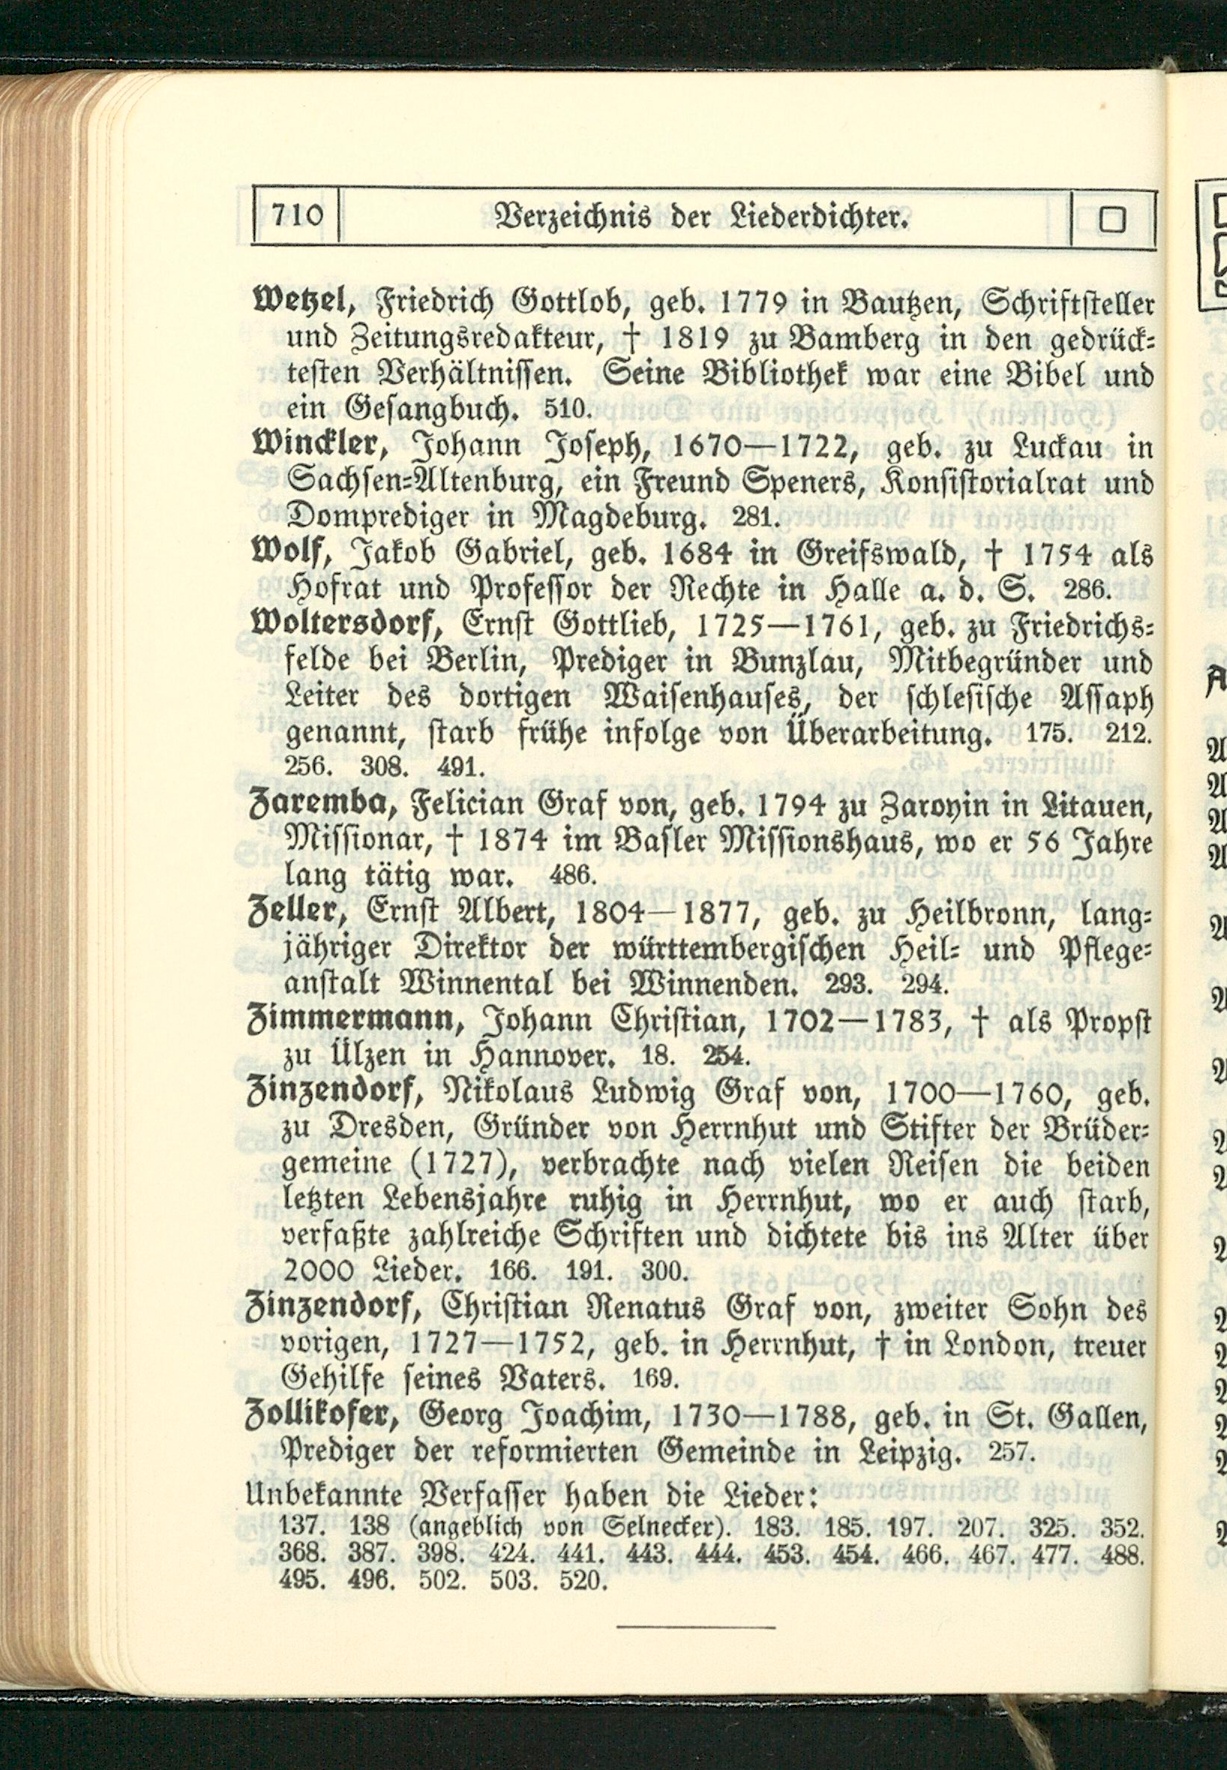 710 Verzeichnis der Liederdichter.
Wetzel, Friedrich Gottlob, geb. 1779 in Bautzen, Schriftsteller
und Zeitungsredakteur, † 1819 zu Bamberg in den gedrück-
testen Verhältnissen. Seine Bibliothek war eine Bibel und
ein Gesangbuch. 510.
Winckler, Johann Joseph, 1670—1722, geb. zu Luckau in
Sachsen-Altenburg, ein Freund Speners, Konsistorialrat und
Domprediger in Magdeburg. 281.
Wolf, Jakob Gabriel, geb. 1684 in Greifswald, † 1754 als
Hofrat und Professor der Rechte in Halle a. d. S. 286.
Woltersdorf, Ernst Gottlieb, 1725—1761, geb. zu Friedrichs-
felde bei Berlin, Prediger in Bunzlau, Mitbegründer und
Leiter des dortigen Waisenhauses, der schlesische Assaph
genannt, starb frühe infolge von Überarbeitung. 175. 212.
256. 308. 491.
Zaremba, Felician Graf von, geb. 1794 zu Zaroyin in Litauen,
Missionar, † 1874 im Basler Missionshaus, wo er 56 Jahre
lang tätig war. 486.
Zeller, Ernst Albert, 1804—1877, geb. zu Heilbronn, lang-
jähriger Direktor der württembergischen Heil- und Pflege-
anstalt Winnental bei Winnenden. 293. 294.
Zimmermann, Johann Christian, 1702—1783, † als Propst
zu Ülzen in Hannover. 18. 254.
Zinzendorf, Nikolaus Ludwig Graf von, 1700—1760, geb.
zu Dresden, Gründer von Herrnhut und Stifter der Brüder-
gemeine (1727), verbrachte nach vielen Reisen die beiden
letzten Lebensjahre ruhig in Herrnhut, wo er auch starb,
verfaßte zahlreiche Schriften und dichtete bis ins Alter über
2000 Lieder. 166. 191. 300.
Zinzendorf, Christian Renatus Graf von, zweiter Sohn des
vorigen, 1727—1752, geb. in Herrnhut, † in London, treuer
Gehilfe seines Vaters. 169.
Zollikofer, Georg Joachim, 1730—1788, geb. in St. Gallen,
Prediger der reformierten Gemeinde in Leipzig. 257.
Unbekannte Verfasser haben die Lieder:
137. 138 (angeblich von Selnecker). 183. 185. 197. 207. 325. 352.
368. 387. 398. 424. 441. 443. 444. 453. 454. 466. 467. 477. 488.
495. 496. 502. 503. 520.